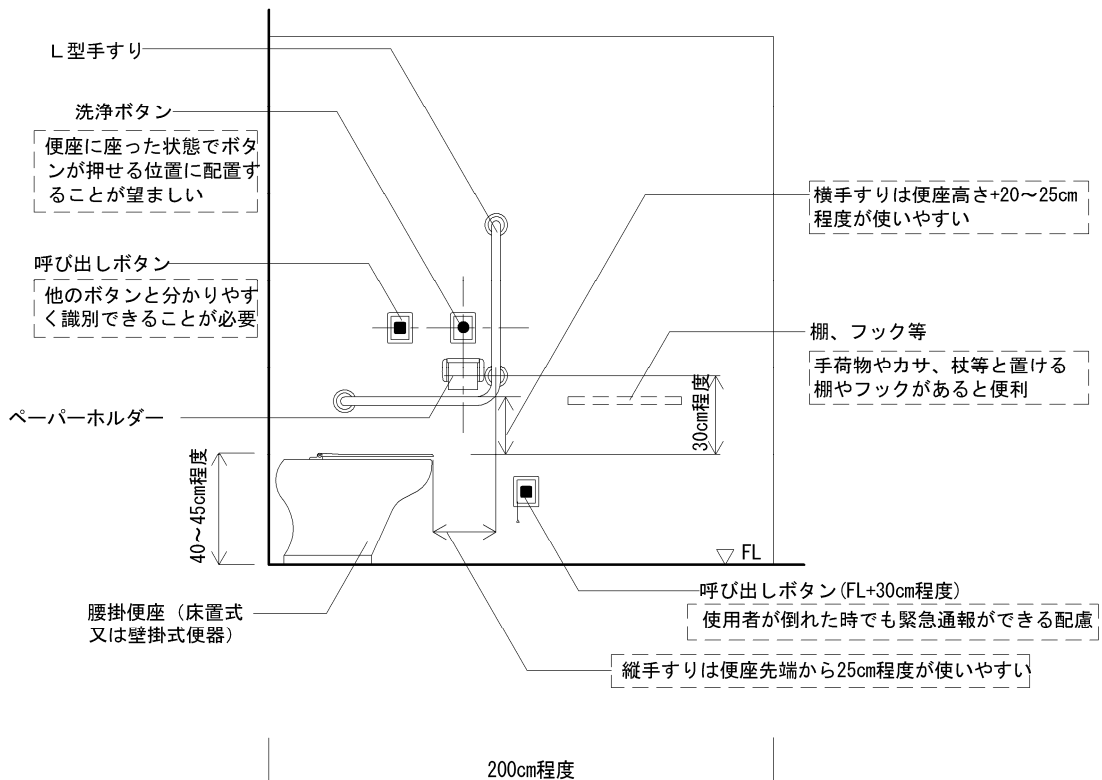 L型手すり
洗浄ボタン
便座に座った状態でボタ
ンが押せる位置に配置す
ることが望ましい
呼び出しボタン
他のボタンと分かりやす
く識別できることが必要
ペーパーホルダー
40～45cm程度
腰掛便座（床置式
又は壁掛式便器）
横手すりは便座高さ+20～25cm
程度が使いやすい
棚、フック等
手荷物やカサ、杖等と置ける
棚やフックがあると便利
30cm程度
FL
呼び出しボタン(FL+30cm程度)
使用者が倒れた時でも緊急通報ができる配慮
縦手すりは便座先端から25cm程度が使いやすい
200cm程度